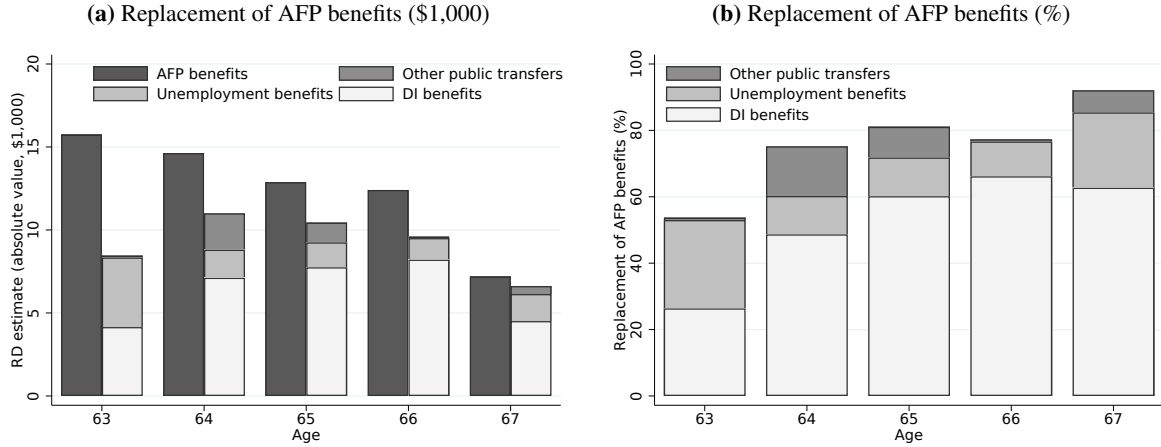 (a) Replacement of AFP benefits ($1,000)
RD estimate (absolute value, $1,000)
20
15
10
5
0
AFP benefits
Other public transfers
Unemployment benefits
DI benefits
63 64 65 66 67
Age
(b) Replacement of AFP benefits (%)
Replacement of AFP benefits (%)
100
80
60
40
20
0
Other public transfers
Unemployment benefits
DI benefits
63 64 65 66 67
Age